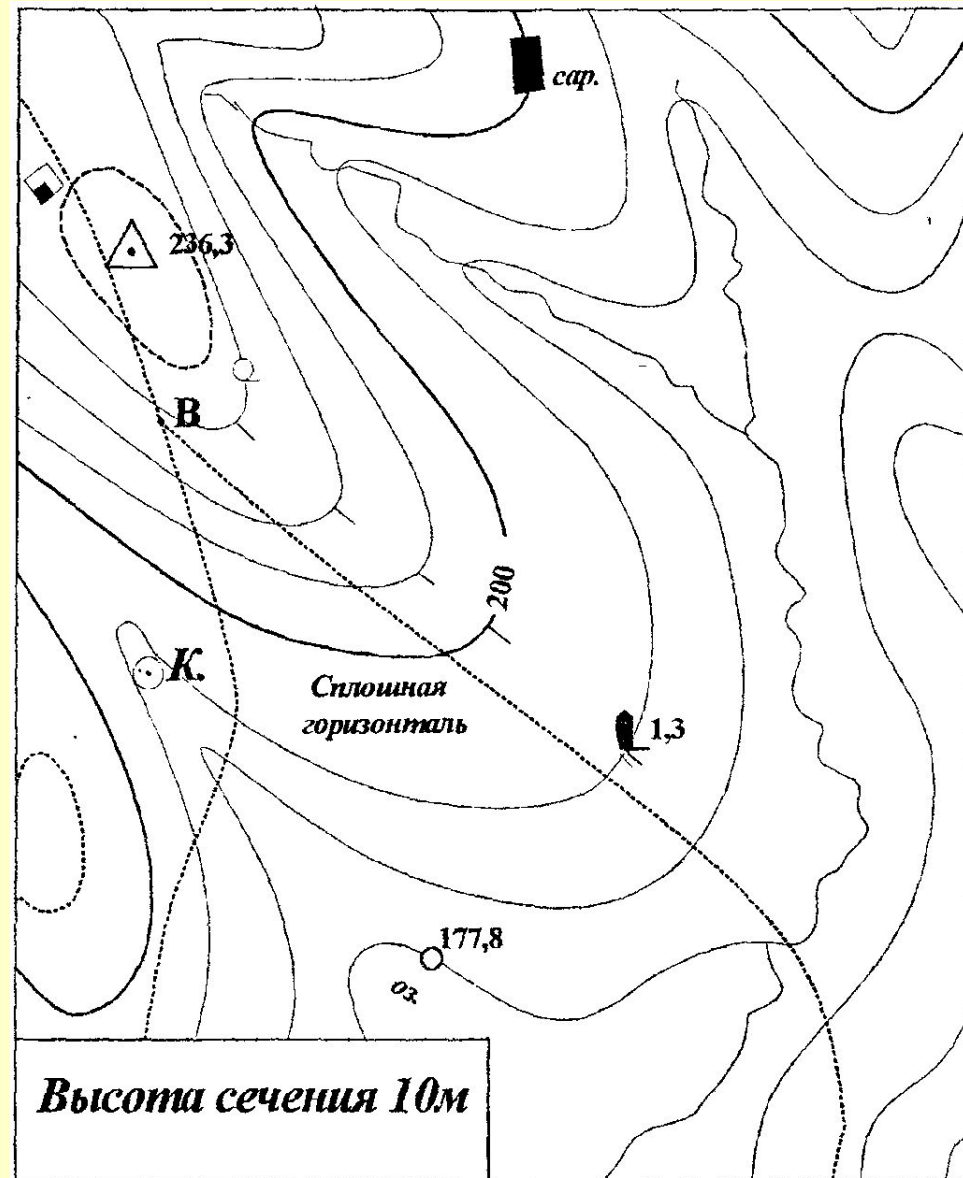 сар.
236,3
В
200
К.
Сплошная
горизонталь
1,3
177,8
оз.
Высота сечения 10м